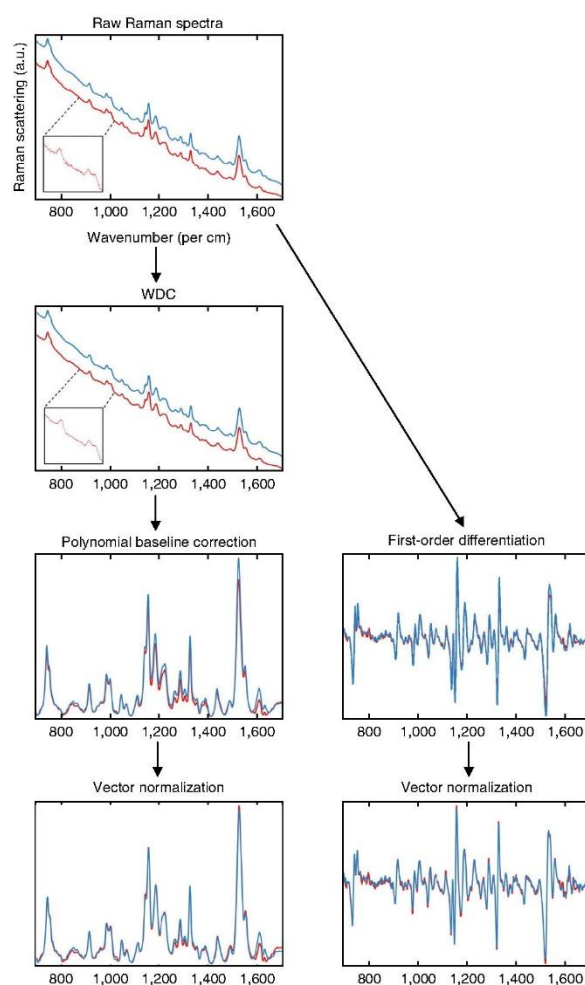 Raw Raman spectra
Raman scattering (a.u.)
800 1,000 1,200 1,400 1,600
Wavenumber (per cm)
WDC
800 1,000 1,200 1,400 1,600
Polynomial baseline correction
First-order differentiation
800 1,000 1,200 1,400 1,600
800 1,000 1,200 1,400 1,600
Vector normalization
Vector normalization
800 1,000 1,200 1,400 1,600
800 1,000 1,200 1,400 1,600